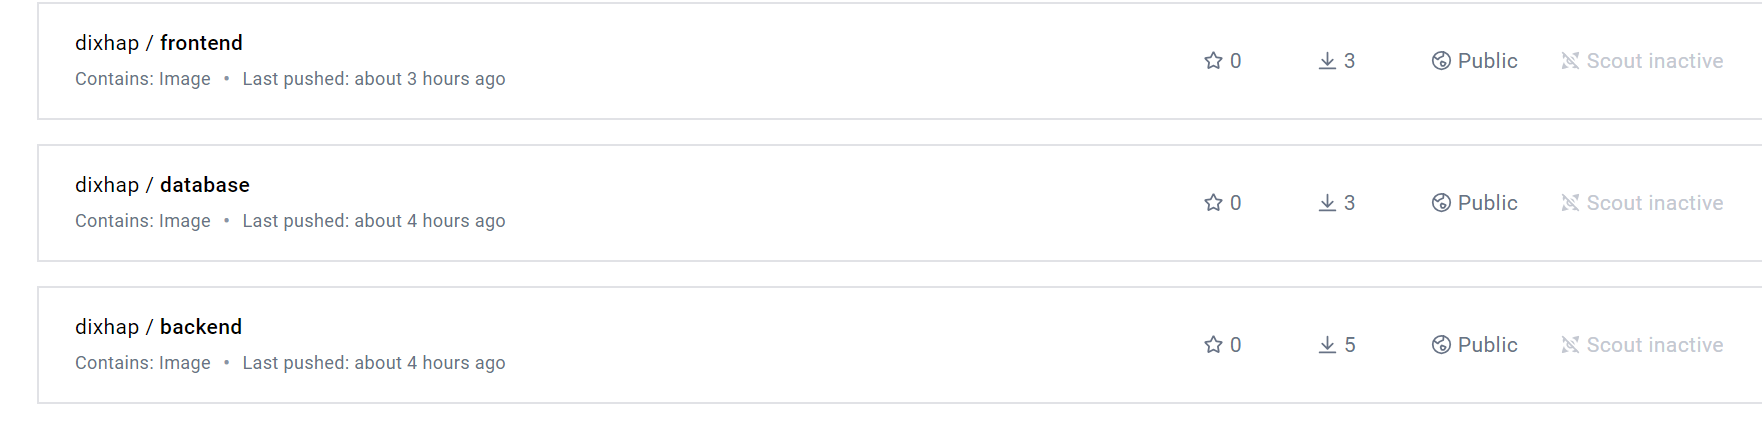 dixhap / frontend
Contains: Image • Last pushed: about 3 hours ago
0 3 Public Scout inactive
dixhap / database
Contains: Image • Last pushed: about 4 hours ago
0 3 Public Scout inactive
dixhap / backend
Contains: Image • Last pushed: about 4 hours ago
0 5 Public Scout inactive